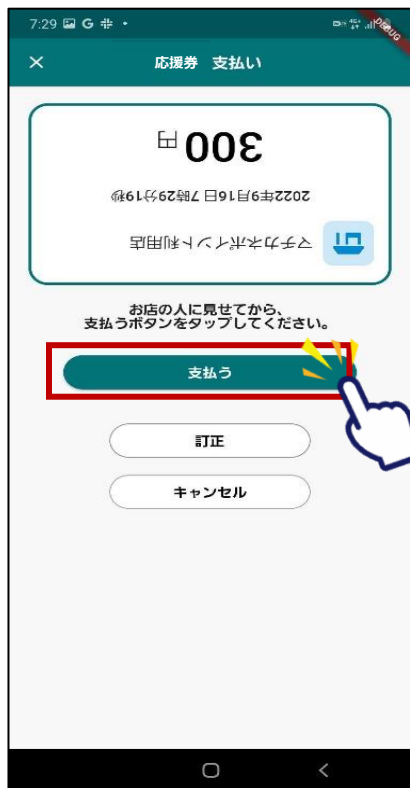 7:29 G
DEBUG
応援券 支払い
マチカネポイント利用店
2022年9月16日 7時29分19秒
300 円
お店の人に見せてから、
支払うボタンをタップしてください。
支払う
訂正
キャンセル